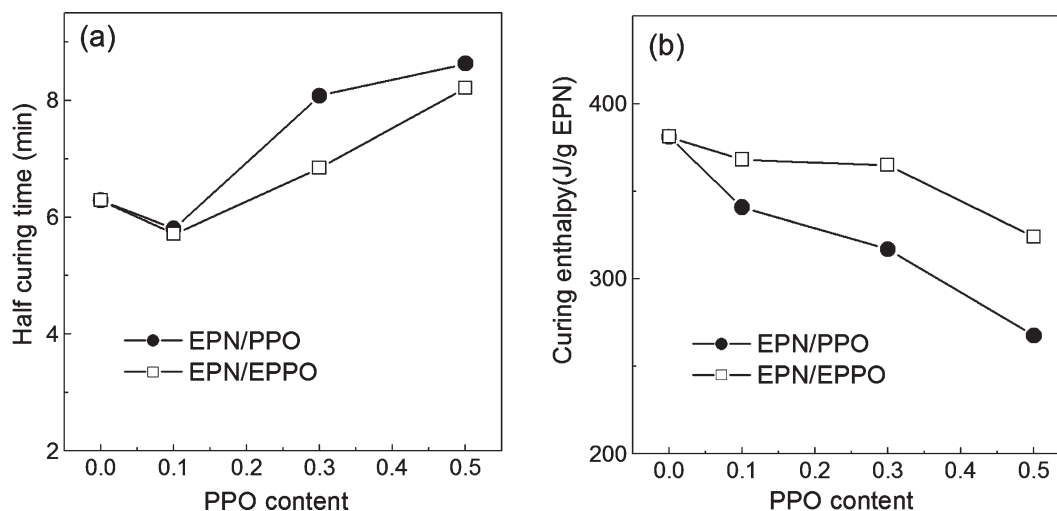 (a)
Half curing time (min)
8
6
4
2
EPN/PPO
EPN/EPPO
0.0 0.1 0.2 0.3 0.4 0.5
PPO content
(b)
Curing enthalpy(J/g EPN)
400
300
200
EPN/PPO
EPN/EPPO
0.0 0.1 0.2 0.3 0.4 0.5
PPO content